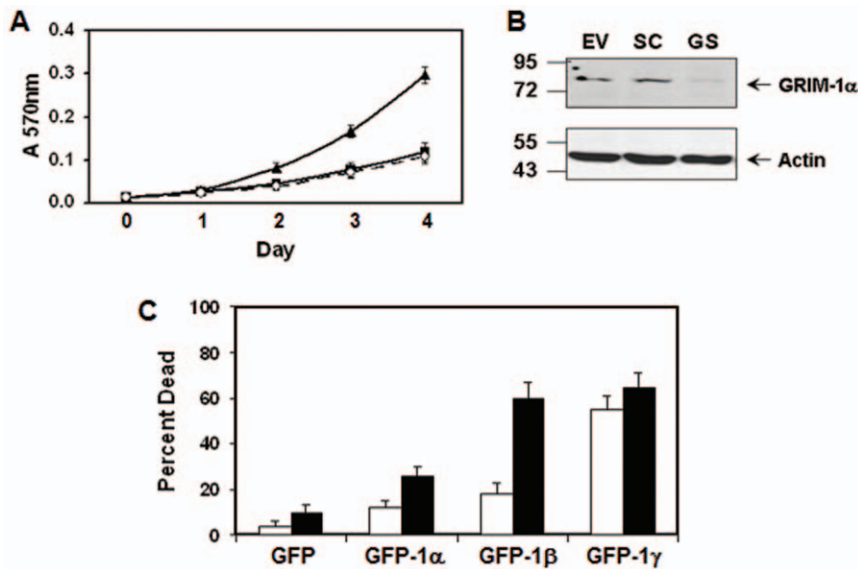 A
0.4
0.3
0.1
0.1
0.0
A 570nm
0 1 2 3 4
Day
B
EV SC GS
95
72
GRIM-1α
55
43
Actin
C
100
80
60
40
20
0
Percent Dead
GFP GFP-1α GFP-1β GFP-1γ